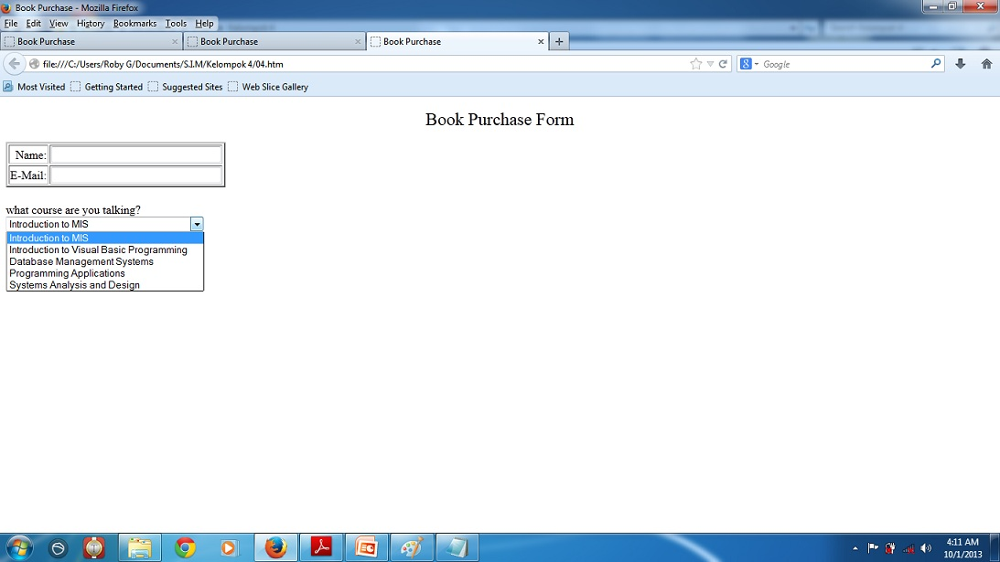 Book Purchase - Mozilla Firefox
File Edit View History Bookmarks Tools Help
Book Purchase × Book Purchase × Book Purchase × +
file:///C:/Users/Roby G/Documents/S.I.M/Kelompok 4/04.htm Google
Most Visited Getting Started Suggested Sites Web Slice Gallery
Book Purchase Form
Name:
E-Mail:
what course are you talking?
Introduction to MIS
Introduction to MIS
Introduction to Visual Basic Programming
Database Management Systems
Programming Applications
Systems Analysis and Design
4:11 AM
10/1/2013